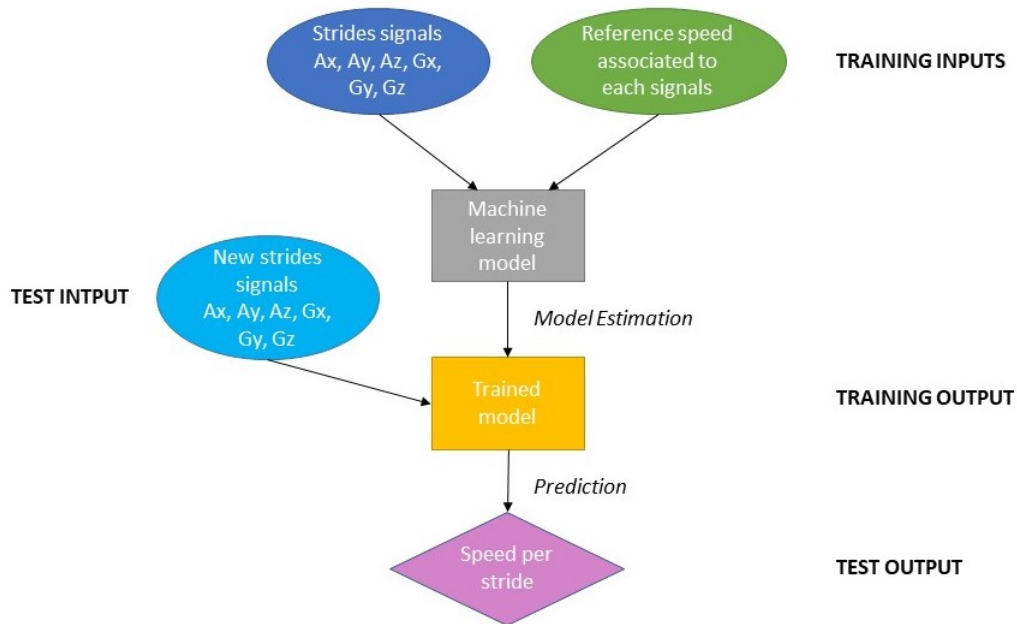 Strides signals
Ax, Ay, Az, Gx,
Gy, Gz
Reference speed
associated to
each signals
TRAINING INPUTS
Machine
learning
model
New strides
signals
Ax, Ay, Az, Gx,
Gy, Gz
TEST INTPUT
Model Estimation
Trained
model
TRAINING OUTPUT
Prediction
Speed per
stride
TEST OUTPUT